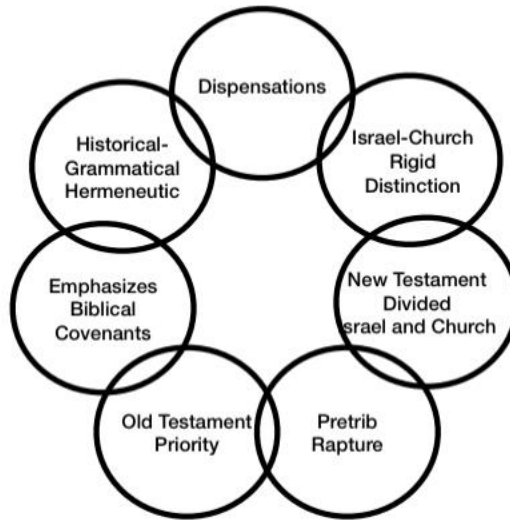 Dispensations
Israel-Church
Rigid
Distinction
New Testament
Divided
srael and Church
Pretrib
Rapture
Old Testament
Priority
Emphasizes
Biblical
Covenants
Historical-
Grammatical
Hermeneutic